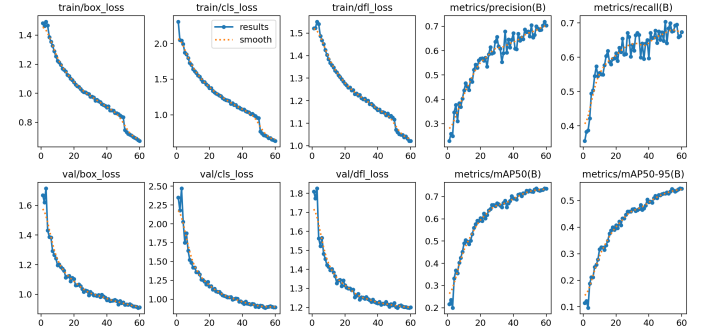 train/box_loss
train/cls_loss
train/dfl_loss
metrics/precision(B)
metrics/recall(B)
1.4
1.2
1.0
0.8
0 20 40 60
2.0
1.5
1.0
0 20 40 60
results
smooth
1.5
1.4
1.3
1.2
1.1
1.0
0 20 40 60
0.7
0.6
0.5
0.4
0.3
0 20 40 60
0.7
0.6
0.5
0.4
0 20 40 60
val/box_loss
val/cls_loss
val/dfl_loss
metrics/mAP50(B)
metrics/mAP50-95(B)
1.6
1.4
1.2
1.0
0 20 40 60
2.50
2.25
2.00
1.75
1.50
1.25
1.00
0 20 40 60
1.8
1.7
1.6
1.5
1.4
1.3
1.2
0 20 40 60
0.7
0.6
0.5
0.4
0.3
0.2
0 20 40 60
0.5
0.4
0.3
0.2
0.1
0 20 40 60